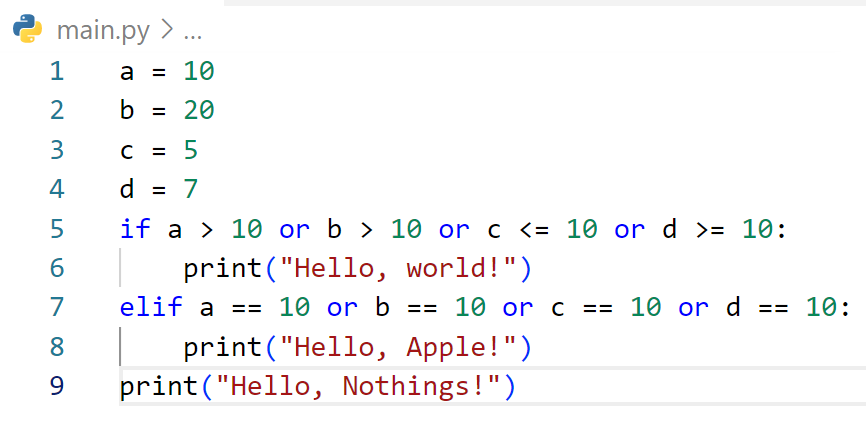 main.py > ...
1 a = 10
2 b = 20
3 c = 5
4 d = 7
5 if a > 10 or b > 10 or c <= 10 or d >= 10:
6     print("Hello, world!")
7 elif a == 10 or b == 10 or c == 10 or d == 10:
8     print("Hello, Apple!")
9 print("Hello, Nothings!")